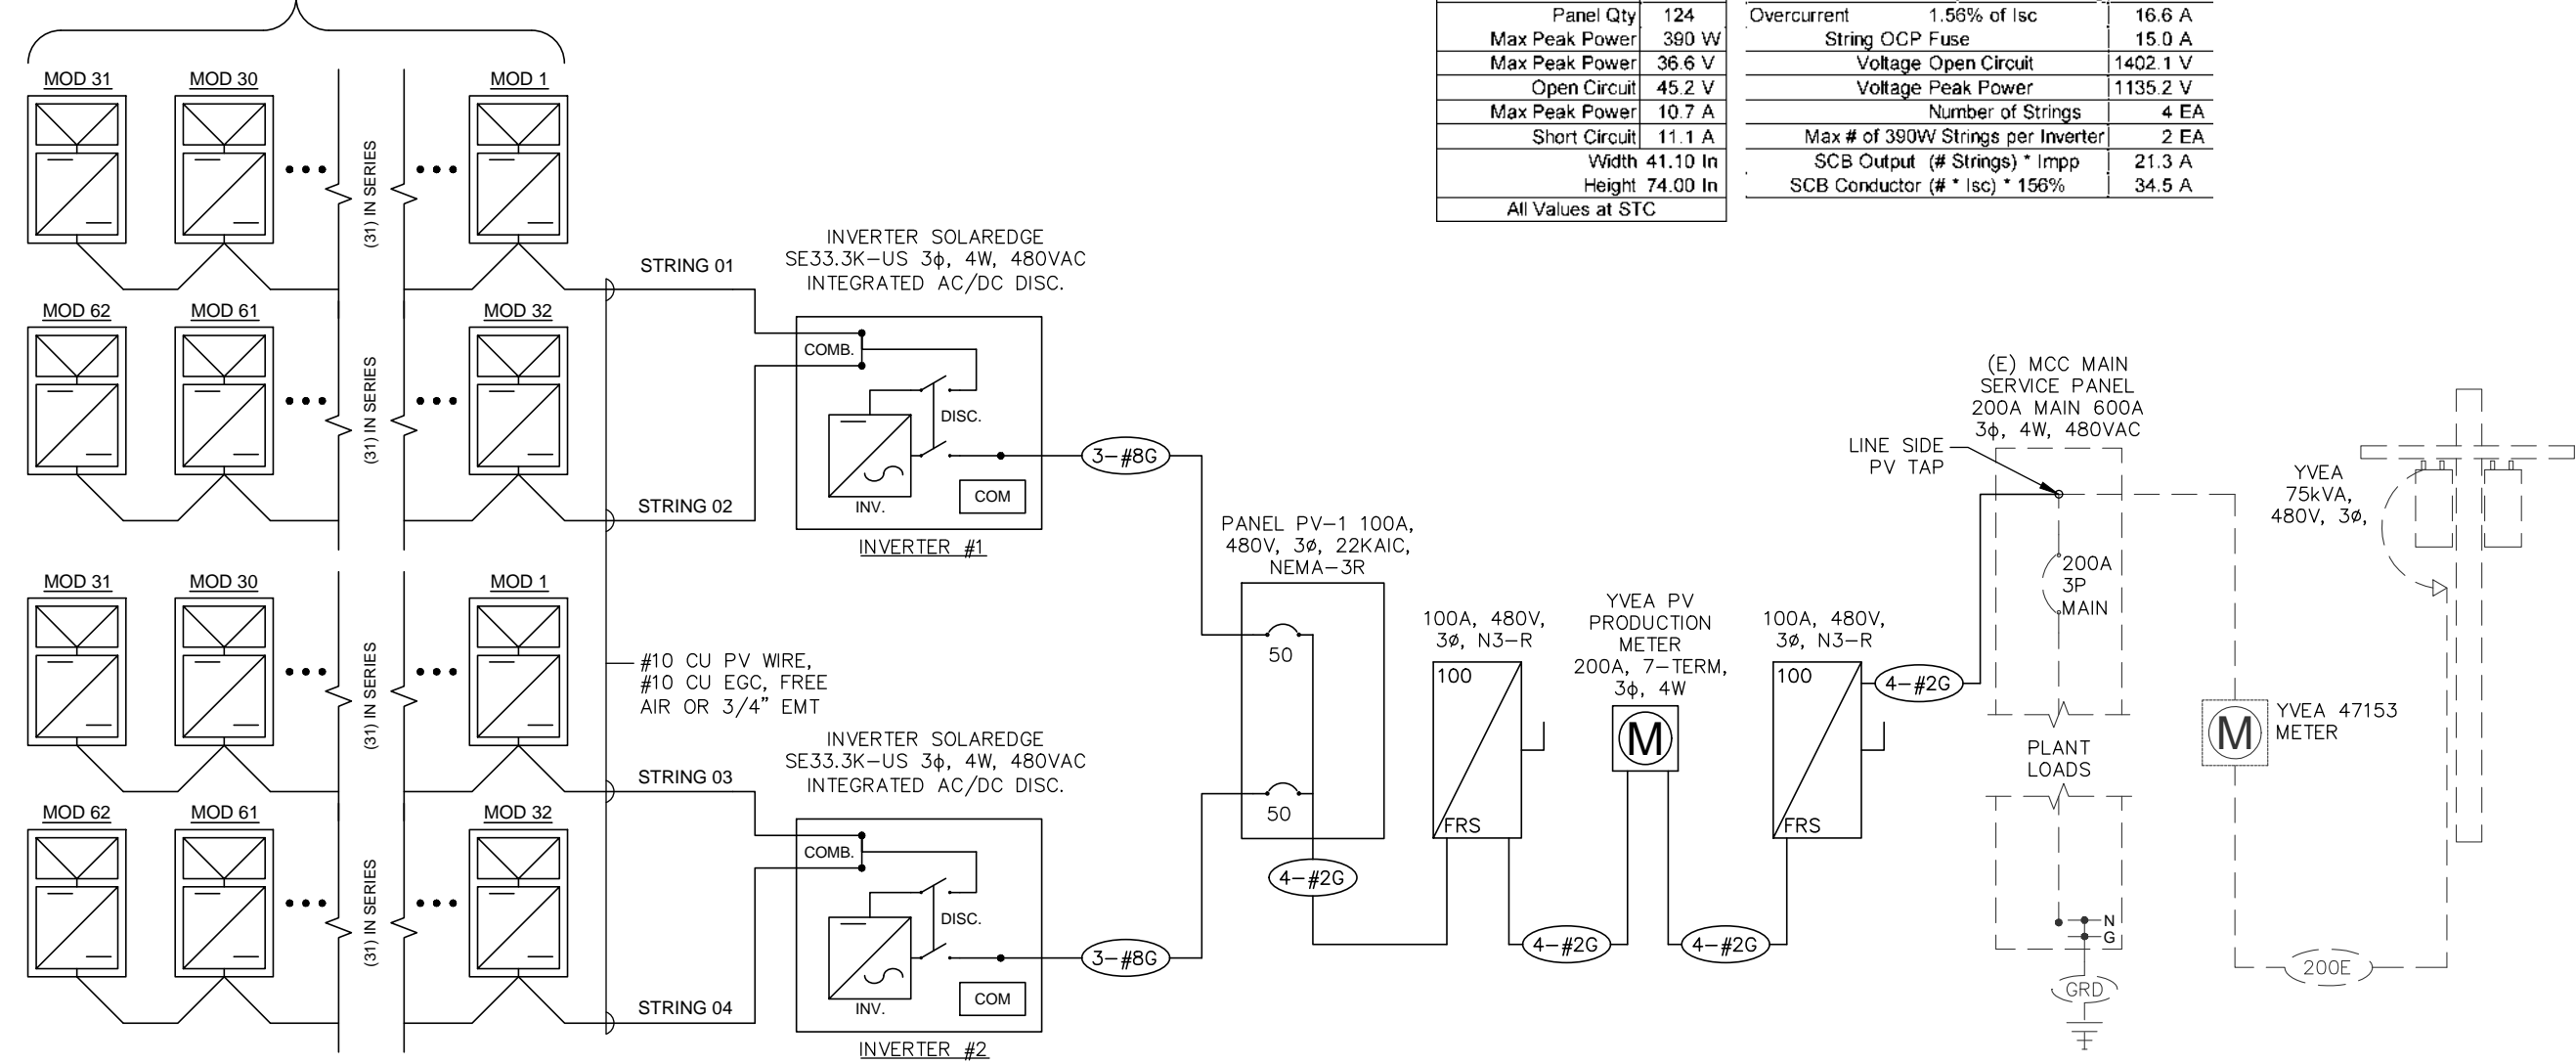 Panel Qty 124
Max Peak Power 390 W
Max Peak Power 36.6 V
Open Circuit 45.2 V
Max Peak Power 10.7 A
Short Circuit 11.1 A
Width 41.10 In
Height 74.00 In
All Values at STC
Overcurrent 1.56% of Isc 16.6 A
String OCP Fuse 15.0 A
Voltage Open Circuit 1402.1 V
Voltage Peak Power 1135.2 V
Number of Strings 4 EA
Max # of 390W Strings per Inverter 2 EA
SCB Output (# Strings) * Impp 21.3 A
SCB Conductor (# * Isc) * 156% 34.5 A
MOD 31
MOD 30
MOD 1
(31) IN SERIES
STRING 01
MOD 62
MOD 61
MOD 32
(31) IN SERIES
STRING 02
INVERTER SOLAREDGE
SE33.3K-US 3ϕ, 4W, 480VAC
INTEGRATED AC/DC DISC.
COMB.
DISC.
INV.
COM
INVERTER #1
3-#8G
MOD 31
MOD 30
MOD 1
(31) IN SERIES
#10 CU PV WIRE,
#10 CU EGC, FREE
AIR OR 3/4" EMT
STRING 03
MOD 62
MOD 61
MOD 32
(31) IN SERIES
STRING 04
INVERTER SOLAREDGE
SE33.3K-US 3ϕ, 4W, 480VAC
INTEGRATED AC/DC DISC.
COMB.
DISC.
INV.
COM
INVERTER #2
3-#8G
PANEL PV-1 100A,
480V, 3ø, 22KAIC,
NEMA-3R
50
50
4-#2G
100A, 480V,
3ø, N3-R
100
FRS
4-#2G
YVEA PV
PRODUCTION
METER
200A, 7-TERM,
3ϕ, 4W
M
4-#2G
100A, 480V,
3ø, N3-R
100
FRS
4-#2G
LINE SIDE
PV TAP
(E) MCC MAIN
SERVICE PANEL
200A MAIN 600A
3ϕ, 4W, 480VAC
200A
3P
MAIN
PLANT
LOADS
N
G
GRD
M
YVEA 47153
METER
200E
YVEA
75kVA,
480V, 3ø,